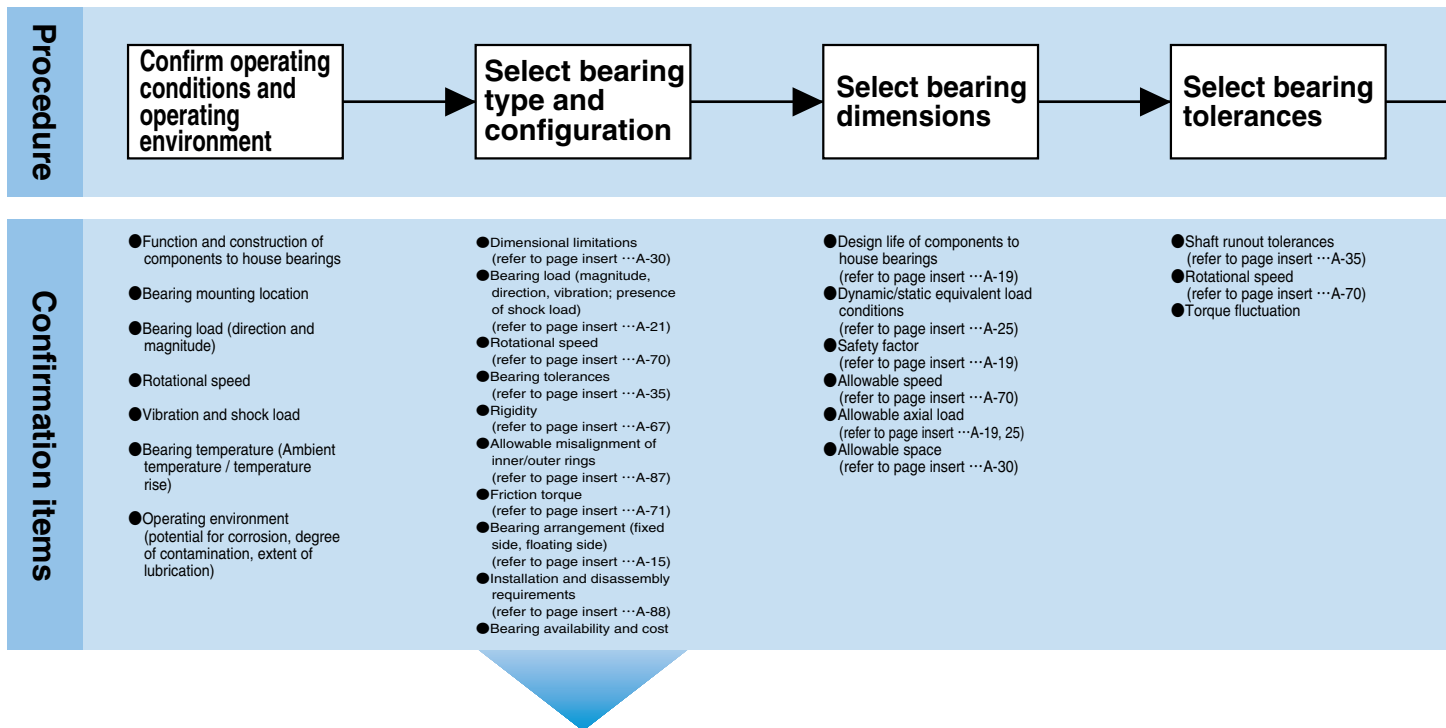 Procedure
Confirm operating
conditions and
operating
environment
Select bearing
type and
configuration
Select bearing
dimensions
Select bearing
tolerances
Confirmation items
●Function and construction of
components to house bearings
●Bearing mounting location
●Bearing load (direction and
magnitude)
●Rotational speed
●Vibration and shock load
●Bearing temperature (Ambient
temperature / temperature
rise)
●Operating environment
(potential for corrosion, degree
of contamination, extent of
lubrication)
●Dimensional limitations
(refer to page insert …A-30)
●Bearing load (magnitude,
direction, vibration; presence
of shock load)
(refer to page insert …A-21)
●Rotational speed
(refer to page insert …A-70)
●Bearing tolerances
(refer to page insert …A-35)
●Rigidity
(refer to page insert …A-67)
●Allowable misalignment of
inner/outer rings
(refer to page insert …A-87)
●Friction torque
(refer to page insert …A-71)
●Bearing arrangement (fixed
side, floating side)
(refer to page insert …A-15)
●Installation and disassembly
requirements
(refer to page insert …A-88)
●Bearing availability and cost
●Design life of components to
house bearings
(refer to page insert …A-19)
●Dynamic/static equivalent load
conditions
(refer to page insert …A-25)
●Safety factor
(refer to page insert …A-19)
●Allowable speed
(refer to page insert …A-70)
●Allowable axial load
(refer to page insert …A-19, 25)
●Allowable space
(refer to page insert …A-30)
●Shaft runout tolerances
(refer to page insert …A-35)
●Rotational speed
(refer to page insert …A-70)
●Torque fluctuation